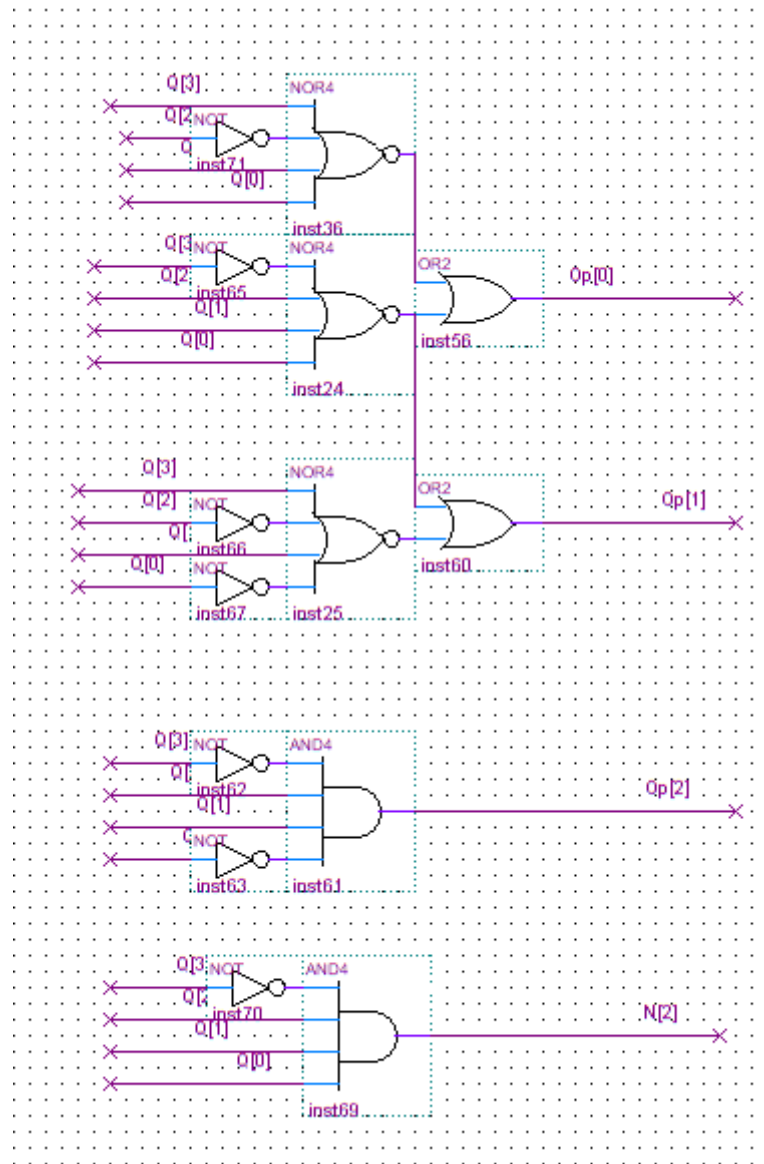 Q[3]
NOR4
Q[2
NOT
Q
inst71
Q[0]
inst36
Q[3
NOT
NOR4
Q[2
inst65
OR2
Qp[0]
Q[1]
Q[0]
inst56
inst24
Q[3]
NOR4
Q[2]
NOT
OR2
Qp[1]
Q[
inst66
Q[0]
NOT
inst60
inst67
inst25
Q[3]
NOT
AND4
Q[
inst62
Qp[2]
Q[1]
NOT
inst63
inst61
Q[3
NOT
AND4
Q[2
inst70
Q[1]
N[2]
Q[0]
inst69